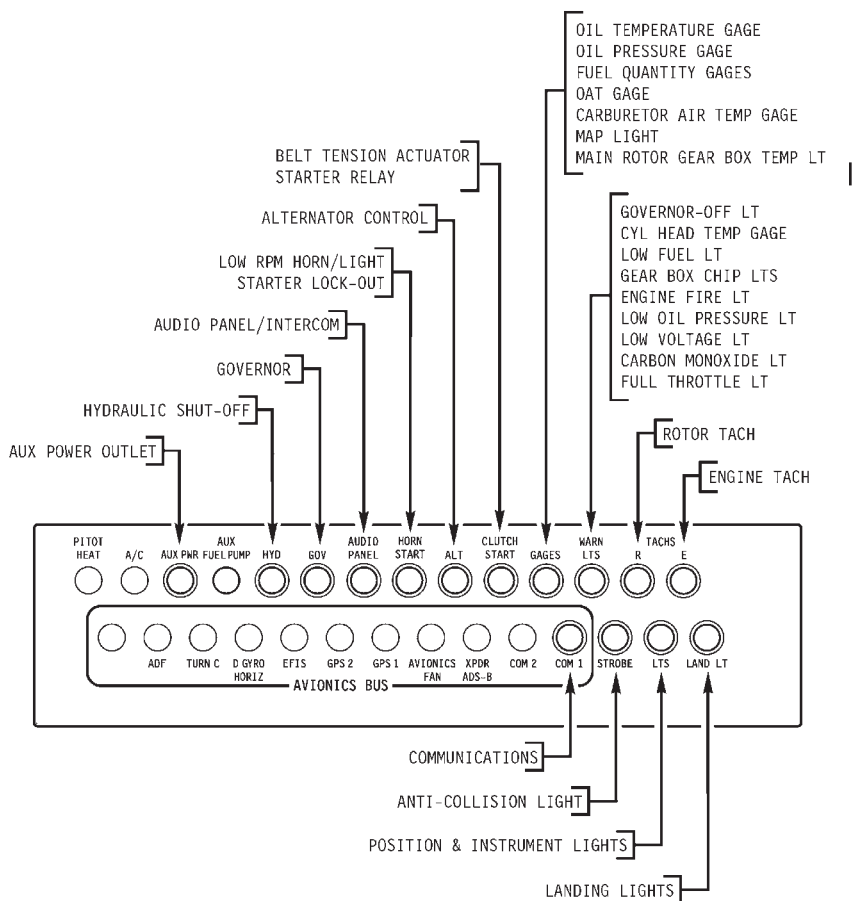 OIL TEMPERATURE GAGE
OIL PRESSURE GAGE
FUEL QUANTITY GAGES
OAT GAGE
CARBURETOR AIR TEMP GAGE
MAP LIGHT
MAIN ROTOR GEAR BOX TEMP LT
BELT TENSION ACTUATOR
STARTER RELAY
ALTERNATOR CONTROL
LOW RPM HORN/LIGHT
STARTER LOCK-OUT
AUDIO PANEL/INTERCOM
GOVERNOR
HYDRAULIC SHUT-OFF
AUX POWER OUTLET
GOVERNOR-OFF LT
CYL HEAD TEMP GAGE
LOW FUEL LT
GEAR BOX CHIP LTS
ENGINE FIRE LT
LOW OIL PRESSURE LT
LOW VOLTAGE LT
CARBON MONOXIDE LT
FULL THROTTLE LT
ROTOR TACH
ENGINE TACH
PITOT
HEAT
A/C
AUX PWR
AUX
FUEL PUMP
HYD
GOV
AUDIO
PANEL
HORN
START
ALT
CLUTCH
START
GAGES
WARN
LTS
TACHS
R
E
ADF
TURN C
D GYRO
HORIZ
EFIS
GPS 2
GPS 1
AVIONICS
FAN
XPDR
ADS-B
COM 2
COM 1
STROBE
LTS
LAND LT
AVIONICS BUS
COMMUNICATIONS
ANTI-COLLISION LIGHT
POSITION & INSTRUMENT LIGHTS
LANDING LIGHTS